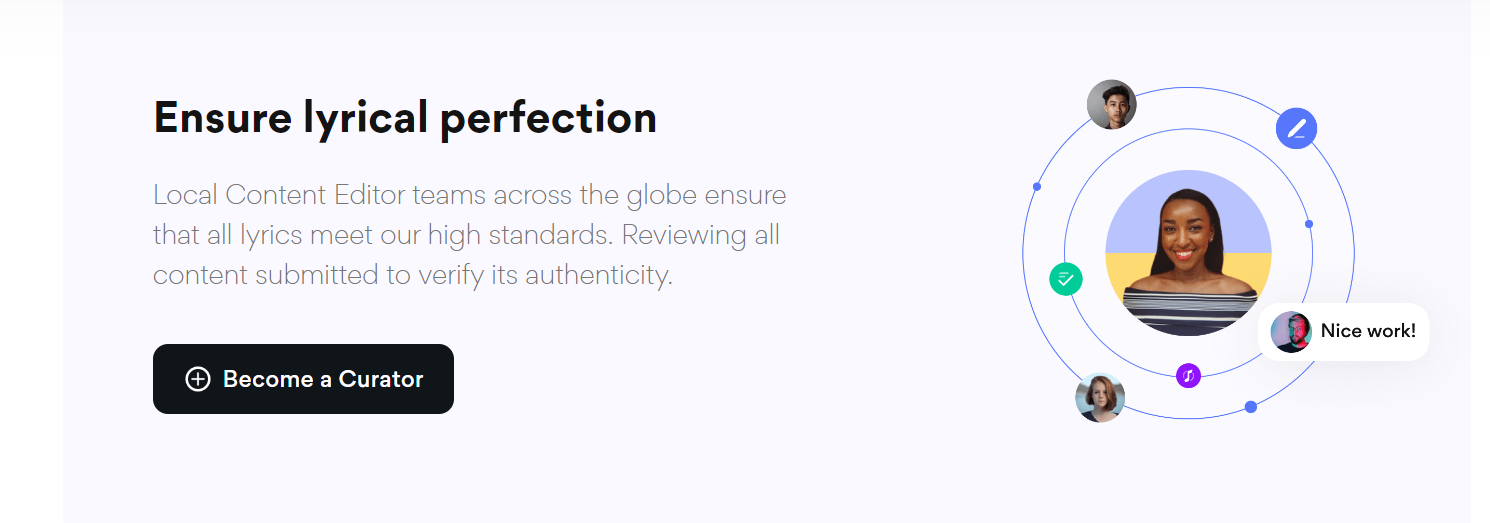 Ensure lyrical perfection
Local Content Editor teams across the globe ensure
that all lyrics meet our high standards. Reviewing all
content submitted to verify its authenticity.
Become a Curator
Nice work!